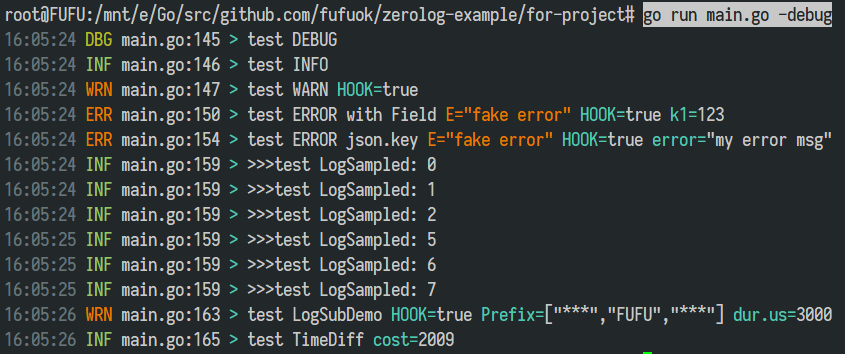 root@FUFU:/mnt/e/Go/src/github.com/fufuok/zerolog-example/for-project# go run main.go -debug
16:05:24 DBG main.go:145 > test DEBUG
16:05:24 INF main.go:146 > test INFO
16:05:24 WRN main.go:147 > test WARN HOOK=true
16:05:24 ERR main.go:150 > test ERROR with Field E="fake error" HOOK=true k1=123
16:05:24 ERR main.go:154 > test ERROR json.key E="fake error" HOOK=true error="my error msg"
16:05:24 INF main.go:159 > >>>test LogSampled: 0
16:05:24 INF main.go:159 > >>>test LogSampled: 1
16:05:24 INF main.go:159 > >>>test LogSampled: 2
16:05:25 INF main.go:159 > >>>test LogSampled: 5
16:05:25 INF main.go:159 > >>>test LogSampled: 6
16:05:25 INF main.go:159 > >>>test LogSampled: 7
16:05:26 WRN main.go:163 > test LogSubDemo HOOK=true Prefix=["***","FUFU","***"] dur.us=3000
16:05:26 INF main.go:165 > test TimeDiff cost=2009